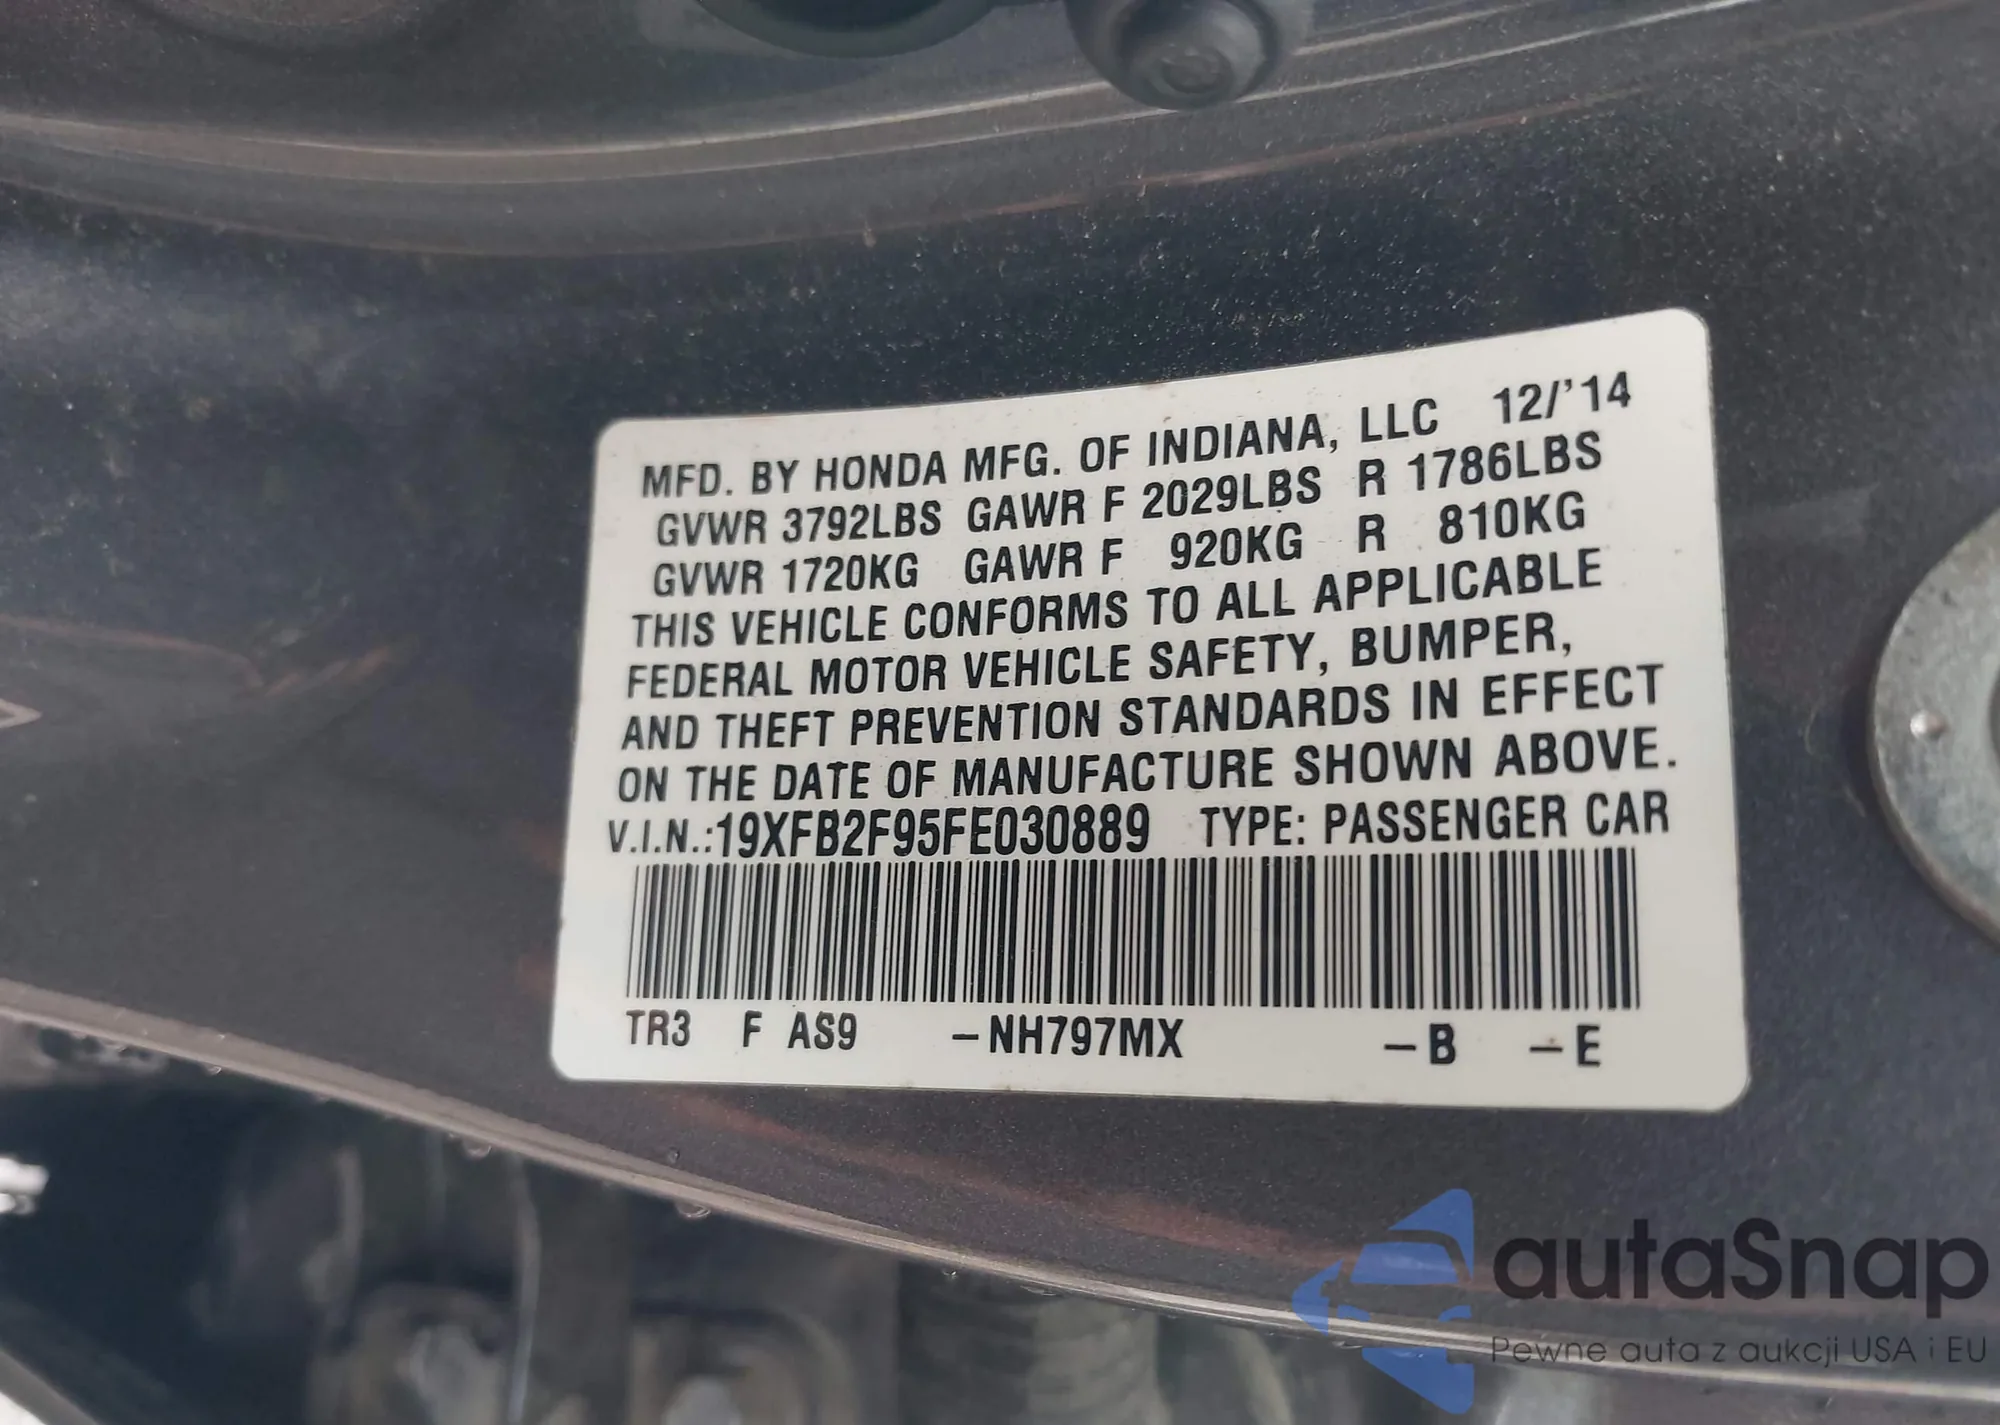 MFD. BY HONDA MFG. OF INDIANA, LLC 12/'14
GVWR 3792LBS GAWR F 2029LBS R 1786LBS
GVWR 1720KG GAWR F 920KG R 810KG
THIS VEHICLE CONFORMS TO ALL APPLICABLE
FEDERAL MOTOR VEHICLE SAFETY, BUMPER,
AND THEFT PREVENTION STANDARDS IN EFFECT
ON THE DATE OF MANUFACTURE SHOWN ABOVE.
V.I.N.:19XFB2F95FE030889 TYPE: PASSENGER CAR
TR3 F AS9 –NH797MX –B –E
autaSnap
Pewne auta z aukcji USA i EU